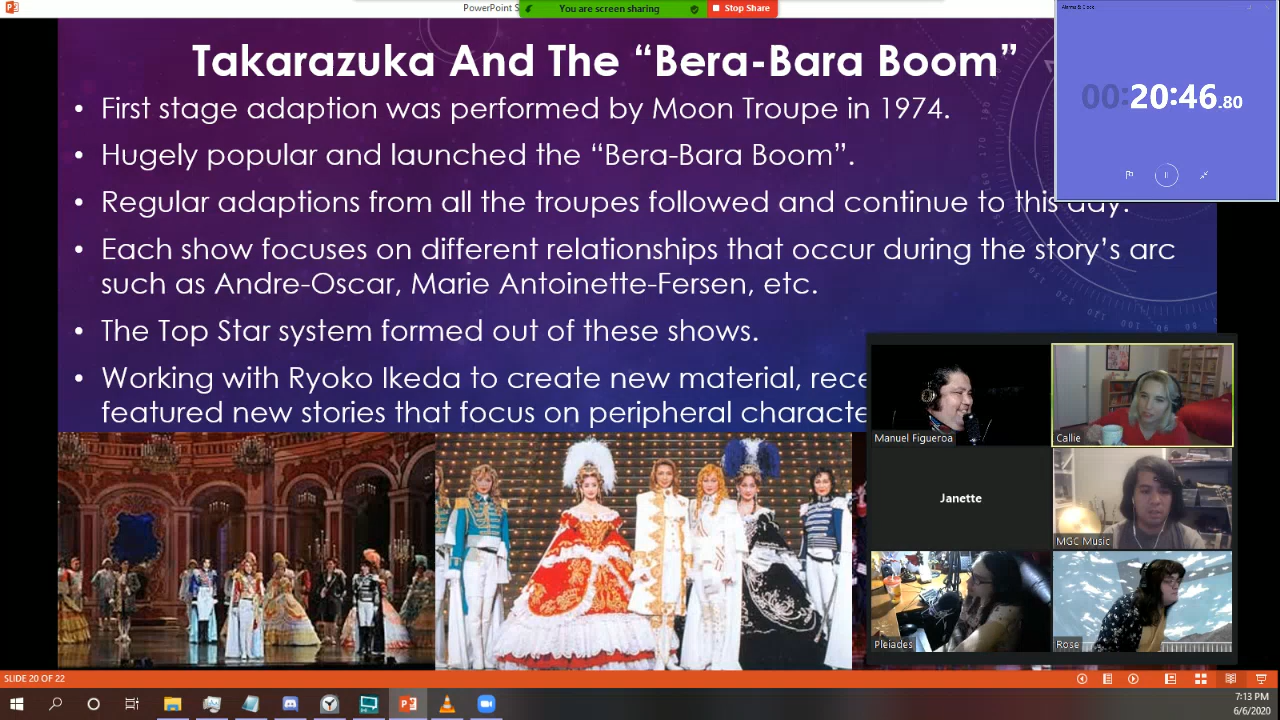 PowerPoint S
You are screen sharing
Stop Share
Takarazuka And The “Bera-Bara Boom”
00:20:46.80
• First stage adaption was performed by Moon Troupe in 1974.
• Hugely popular and launched the “Bera-Bara Boom”.
• Regular adaptions from all the troupes followed and continue to this day.
• Each show focuses on different relationships that occur during the story’s arc
such as Andre-Oscar, Marie Antoinette-Fersen, etc.
• The Top Star system formed out of these shows.
• Working with Ryoko Ikeda to create new material, rece
featured new stories that focus on peripheral characte
Manuel Figueroa
Callie
Janette
MGC Music
Pleiades
Rose
SLIDE 20 OF 22
7:13 PM
6/6/2020